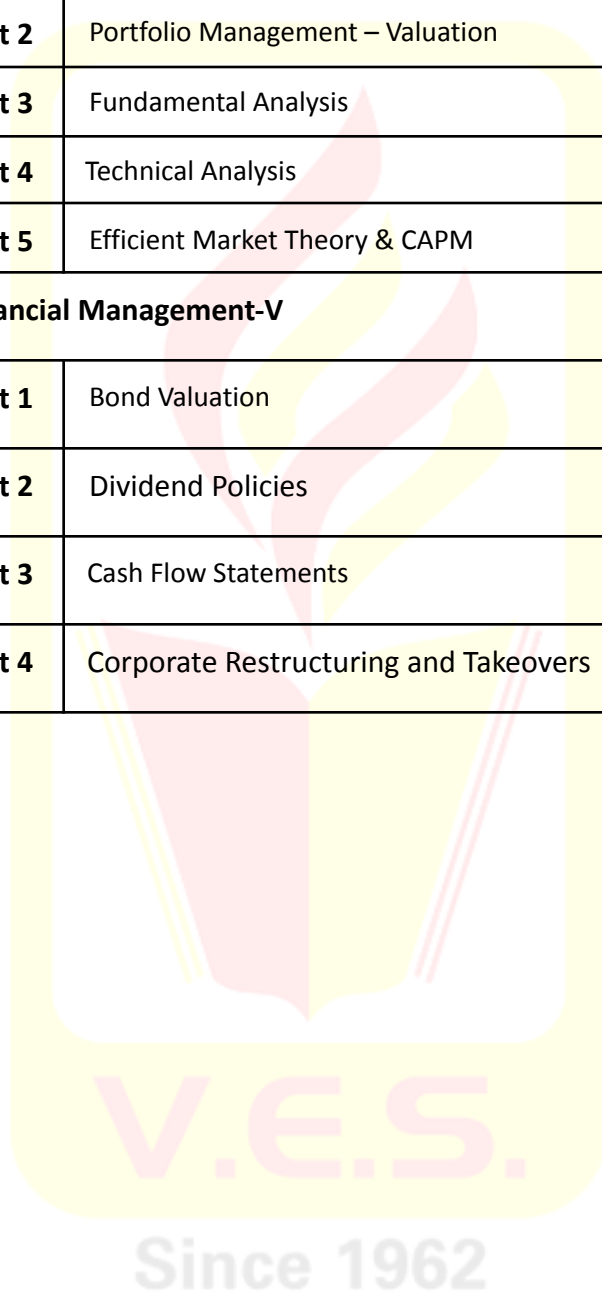 t 2 Portfolio Management – Valuation
t 3 Fundamental Analysis
t 4 Technical Analysis
t 5 Efficient Market Theory & CAPM
ancial Management-V
t 1 Bond Valuation
t 2 Dividend Policies
t 3 Cash Flow Statements
t 4 Corporate Restructuring and Takeovers
V.E.S.
Since 1962